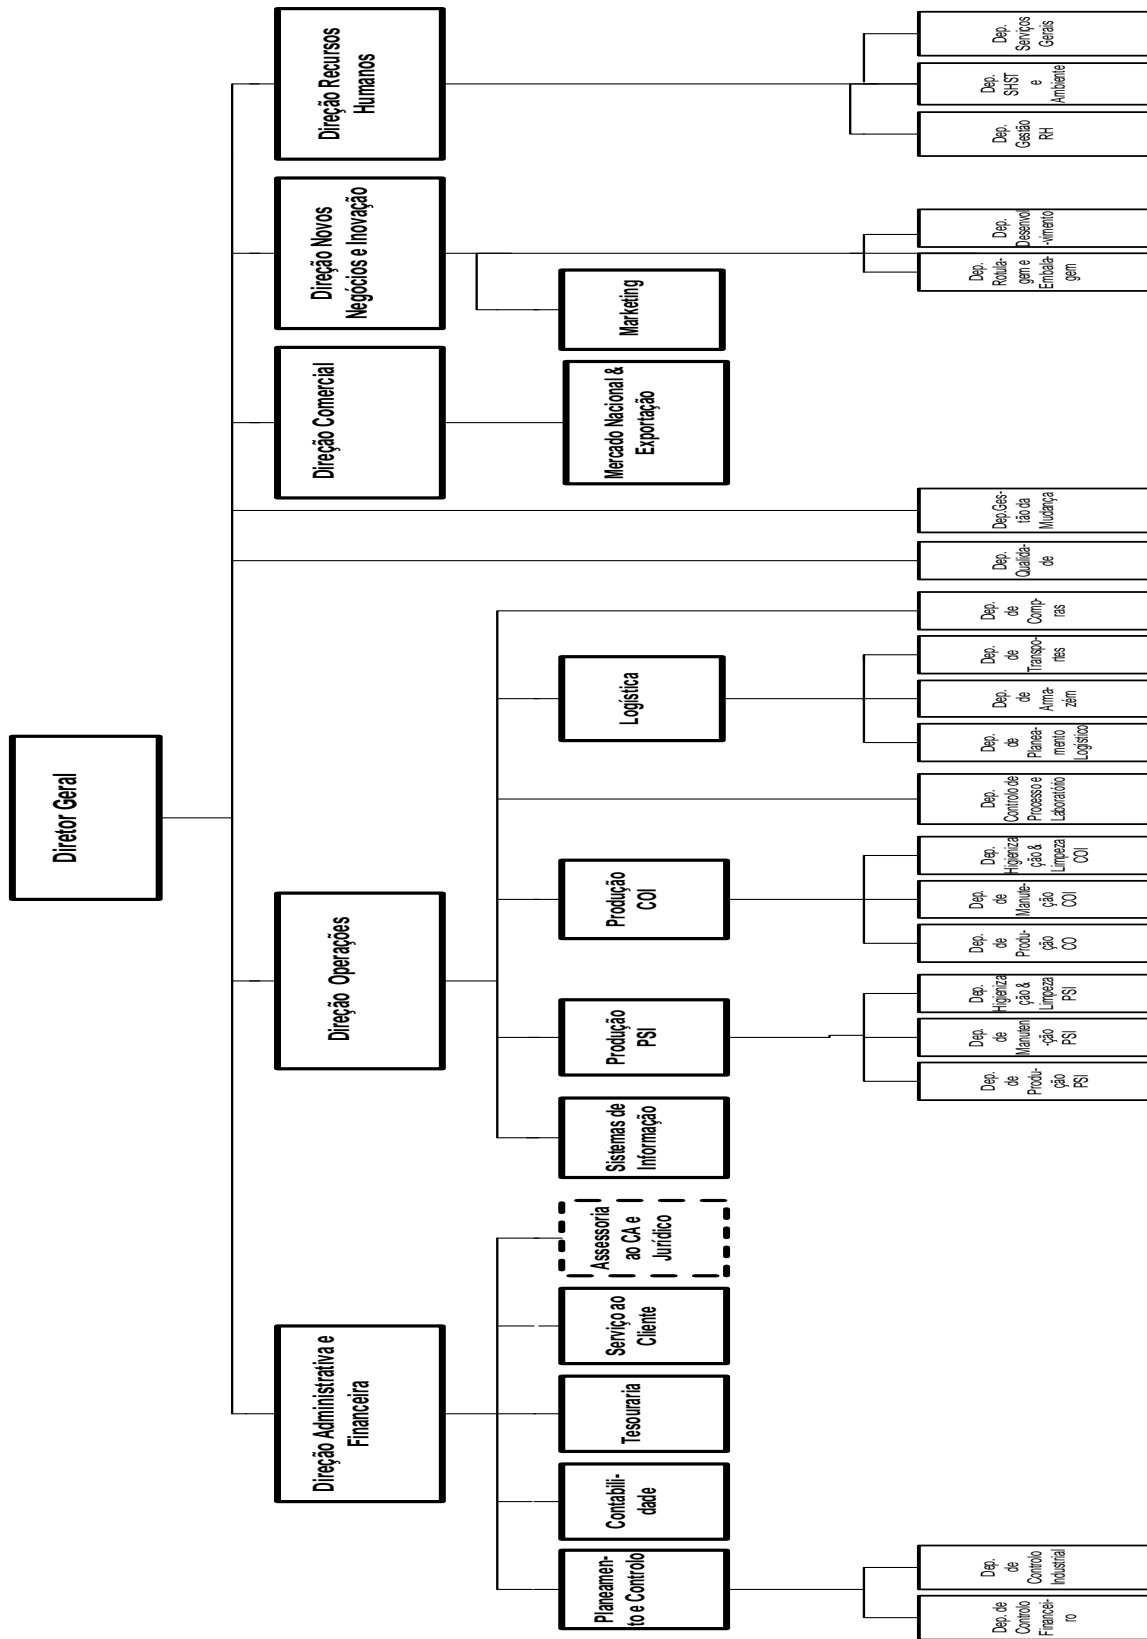 Diretor Geral
Direção Administrativa e
Financeira
Direção Operações
Direção Comercial
Direção Novos
Negócios e Inovação
Direção Recursos
Humanos
Planeamen-
to e Controlo
Contabili-
dade
Tesouraria
Serviço ao
Cliente
Assessoria
ao CA e
Jurídico
Sistemas de
Informação
Produção
PSI
Produção
COI
Logística
Mercado Nacional &
Exportação
Marketing
Dep. de
Controlo
Financei-
ro
Dep.
de
Controlo
Industrial
Dep.
de
Produ-
ção
PSI
Dep.
de
Manuten
-ção
PSI
Dep.
Higieniza
ção &
Limpeza
PSI
Dep.
de
Produ-
ção
CO
Dep.
de
Manute-
ção
COI
Dep.
Higieniza
ção &
Limpeza
COI
Dep.
Controlo de
Processo e
Laboratório
Dep.
de
Planea-
mento
Logístico
Dep.
de
Arma-
zém
Dep.
de
Transpo-
rtes
Dep.
de
Comp-
ras
Dep.
Qualida-
de
Dep.Ges-
tão da
Mudança
Dep.
Rotula-
gem e
Embala-
gem
Dep.
Desenvol
-vimento
Dep.
Gestão
RH
Dep.
SHST
e
Ambiente
Dep.
Serviços
Gerais